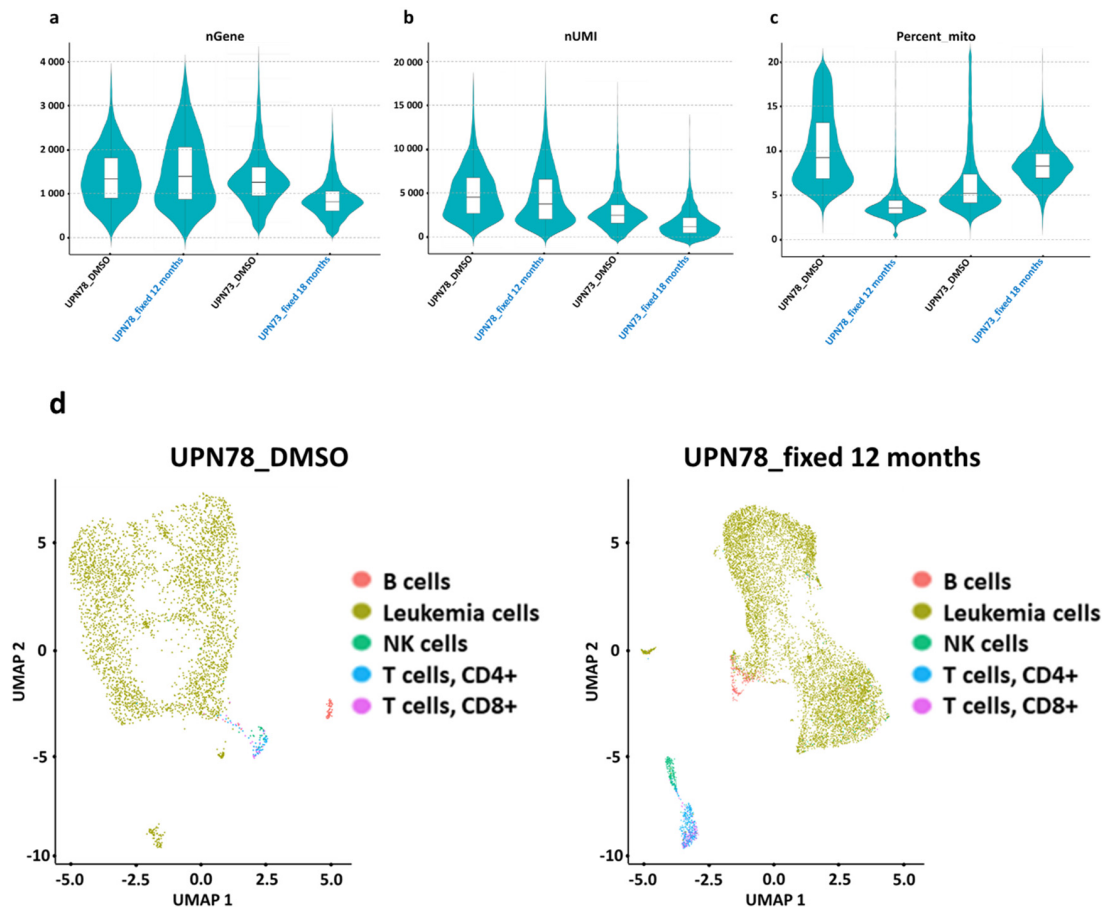 a
nGene
4 000
3 000
2 000
1 000
0
UPN78_DMSO
UPN78_fixed 12 months
UPN73_DMSO
UPN73_fixed 18 months
b
nUMI
20 000
15 000
10 000
5 000
0
UPN78_DMSO
UPN78_fixed 12 months
UPN73_DMSO
UPN73_fixed 18 months
c
Percent_mito
20
15
10
5
0
UPN78_DMSO
UPN78_fixed 12 months
UPN73_DMSO
UPN73_fixed 18 months
d
UPN78_DMSO
UMAP 2
5
0
-5
-10
-5.0 -2.5 0.0 2.5 5.0
UMAP 1
B cells
Leukemia cells
NK cells
T cells, CD4+
T cells, CD8+
UPN78_fixed 12 months
UMAP 2
5
0
-5
-10
-5.0 -2.5 0.0 2.5 5.0
UMAP 1
B cells
Leukemia cells
NK cells
T cells, CD4+
T cells, CD8+